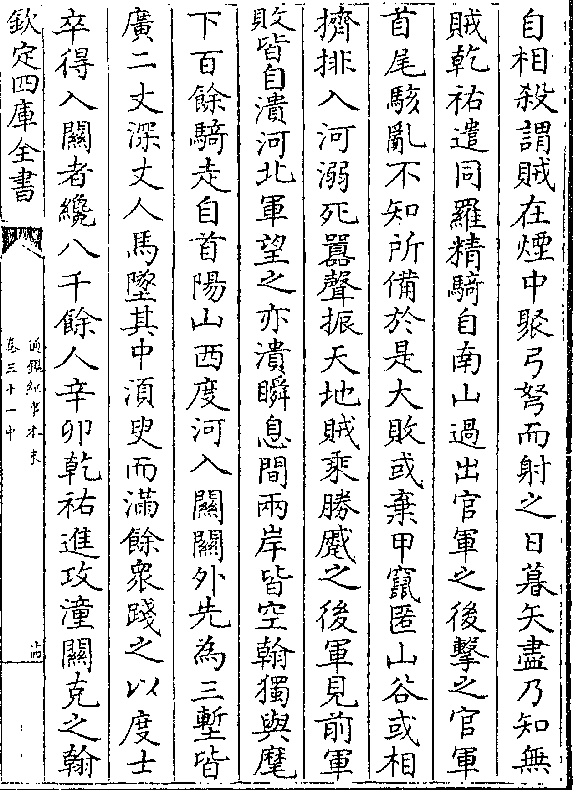 自相殺謂賊在煙中聚弓弩而射之日暮矢盡乃知無
賊乾祐遣同羅精騎自南山過出官軍之後擊之官軍
首尾駭亂不知所備於是大敗或棄甲竄匿山谷或相
擠排入河溺死囂聲振天地賊乘勝蹙之後軍見前軍
敗皆自潰河北軍望之亦潰瞬息間兩岸皆空翰獨與麾
下百餘騎走自首陽山西度河入關關外先為三塹皆
廣二丈深丈人馬墜其中須臾而滿餘衆踐之以度士
卒得入關者纔八千餘人辛卯乾祐進攻潼關克之翰
欽定四庫全書
通鑑紀事本末
卷三十一中